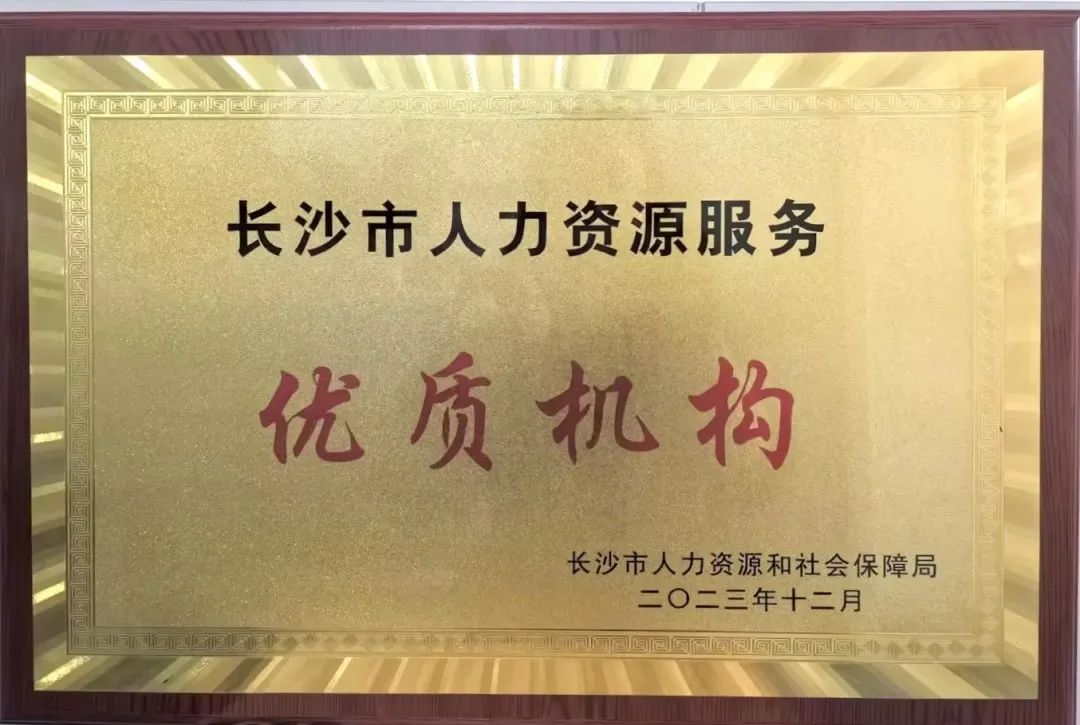 长沙市人力资源服务
优质机构
长沙市人力资源和社会保障局
二〇二三年十二月